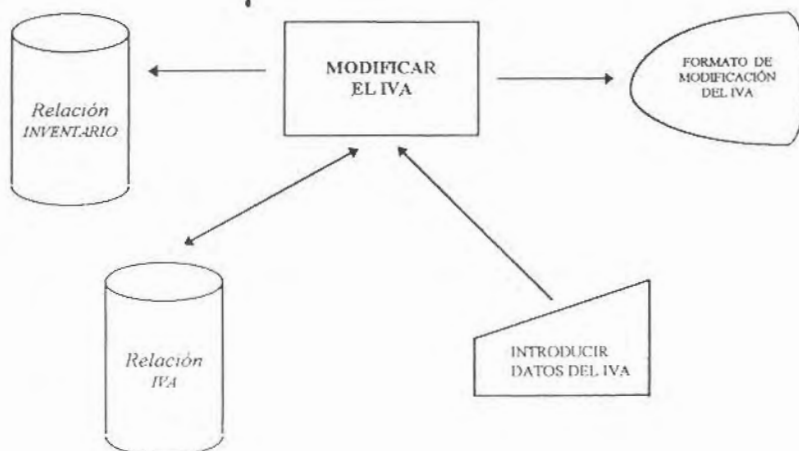 MODIFICAR
EL IVA
FORMATO DE
MODIFICACIÓN
DEL IVA
Relación
INVENTARIO
Relación
IVA
INTRODUCIR
DATOS DEL IVA